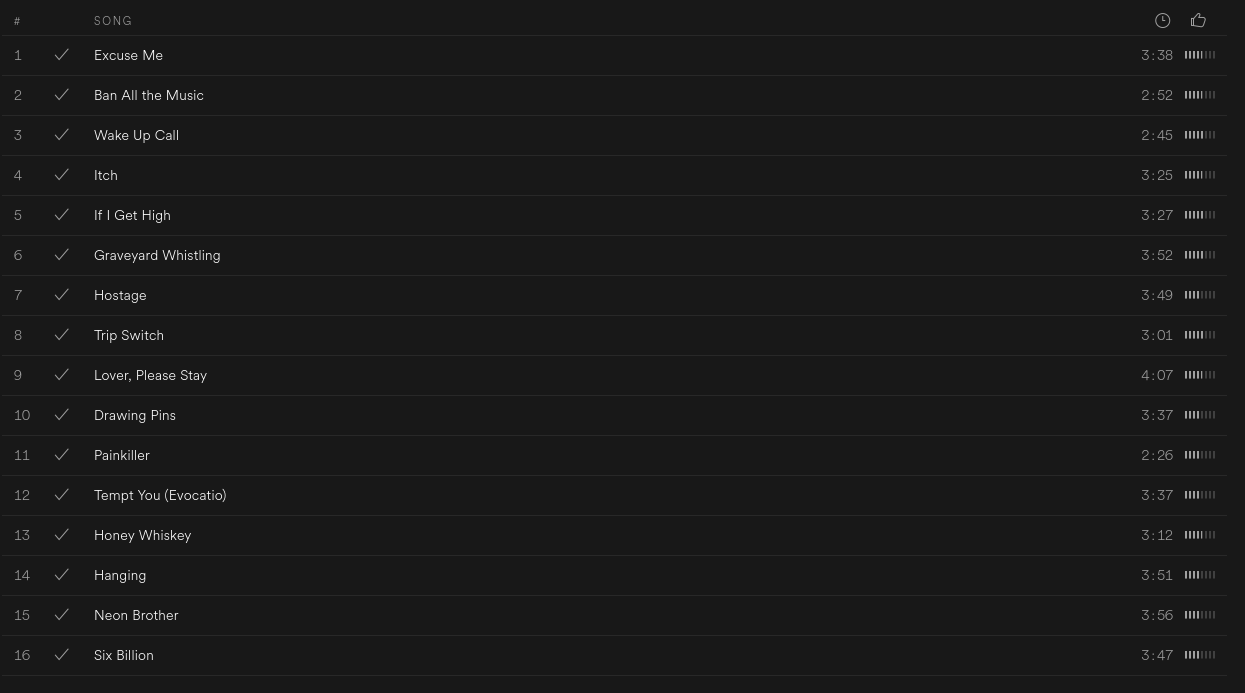 # SONG
1 Excuse Me 3:38
2 Ban All the Music 2:52
3 Wake Up Call 2:45
4 Itch 3:25
5 If I Get High 3:27
6 Graveyard Whistling 3:52
7 Hostage 3:49
8 Trip Switch 3:01
9 Lover, Please Stay 4:07
10 Drawing Pins 3:37
11 Painkiller 2:26
12 Tempt You (Evocatio) 3:37
13 Honey Whiskey 3:12
14 Hanging 3:51
15 Neon Brother 3:56
16 Six Billion 3:47